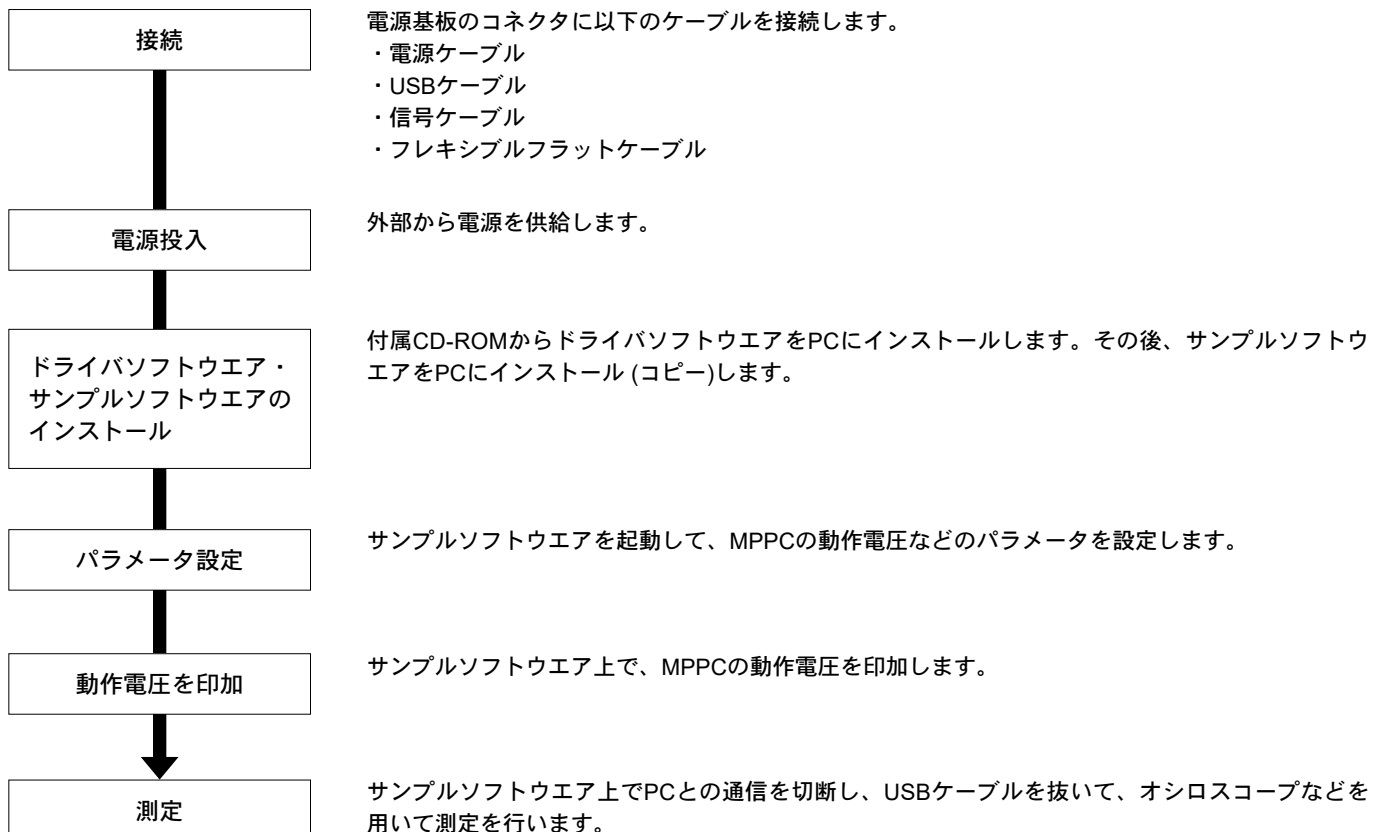 接続
電源基板のコネクタに以下のケーブルを接続します。
・電源ケーブル
・USBケーブル
・信号ケーブル
・フレキシブルフラットケーブル
電源投入
外部から電源を供給します。
ドライバソフトウエア・
サンプルソフトウエアの
インストール
付属CD-ROMからドライバソフトウエアをPCにインストールします。その後、サンプルソフトウ
エアをPCにインストール (コピー)します。
パラメータ設定
サンプルソフトウエアを起動して、MPPCの動作電圧などのパラメータを設定します。
動作電圧を印加
サンプルソフトウエア上で、MPPCの動作電圧を印加します。
測定
サンプルソフトウエア上でPCとの通信を切断し、USBケーブルを抜いて、オシロスコープなどを
用いて測定を行います。